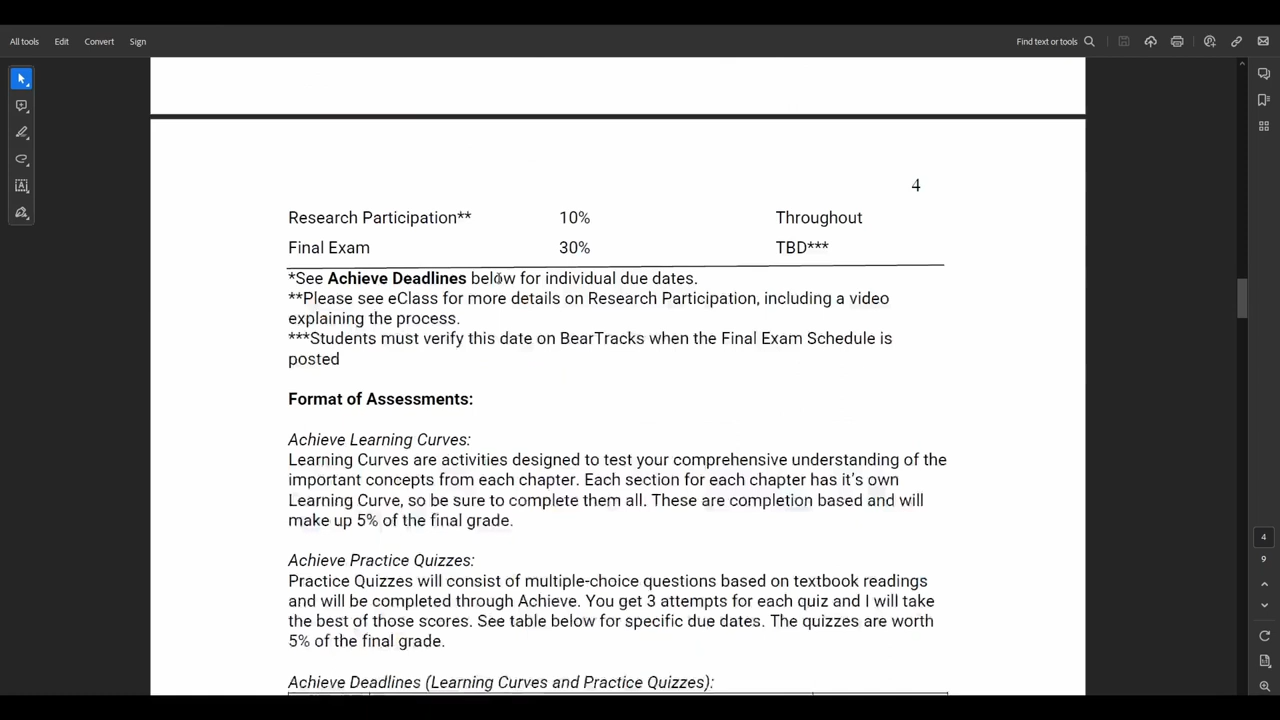 All tools Edit Convert Sign Find text or tools
4
Research Participation** 10% Throughout
Final Exam 30% TBD***
*See Achieve Deadlines below for individual due dates.
**Please see eClass for more details on Research Participation, including a video
explaining the process.
***Students must verify this date on BearTracks when the Final Exam Schedule is
posted
Format of Assessments:
Achieve Learning Curves:
Learning Curves are activities designed to test your comprehensive understanding of the
important concepts from each chapter. Each section for each chapter has it's own
Learning Curve, so be sure to complete them all. These are completion based and will
make up 5% of the final grade.
Achieve Practice Quizzes:
Practice Quizzes will consist of multiple-choice questions based on textbook readings
and will be completed through Achieve. You get 3 attempts for each quiz and I will take
the best of those scores. See table below for specific due dates. The quizzes are worth
5% of the final grade.
Achieve Deadlines (Learning Curves and Practice Quizzes):
4
9